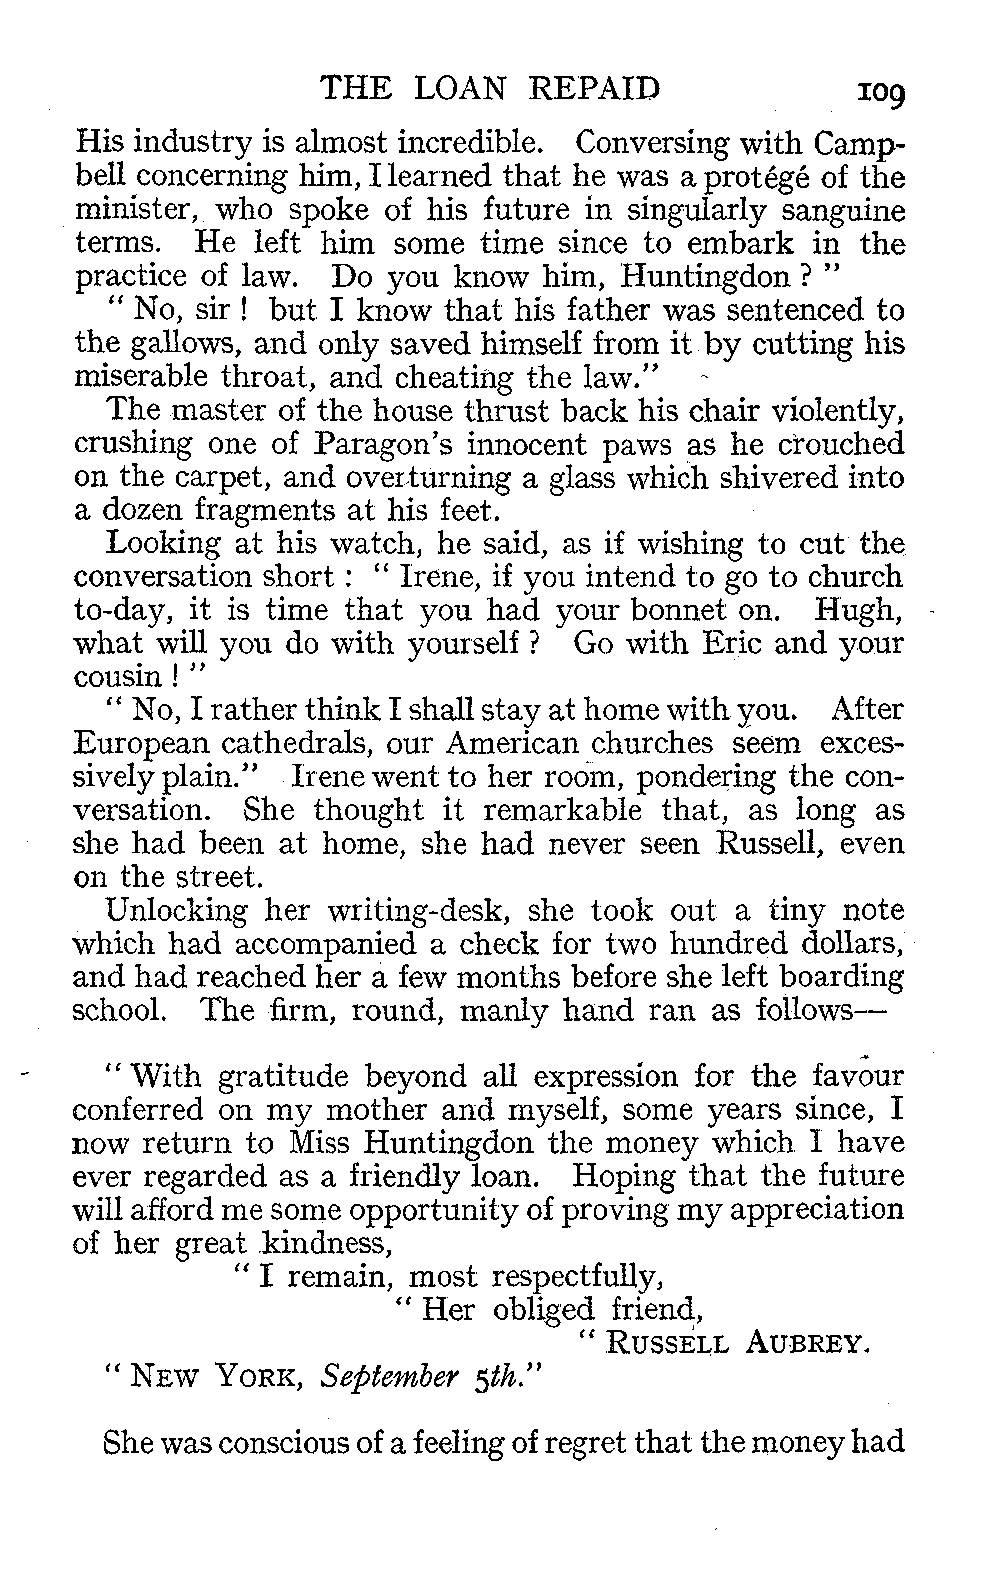 THE LOAN REPAID 109
His industry is almost incredible. Conversing with Camp-
bell concerning him, I learned that he was a protégé of the
minister, who spoke of his future in singularly sanguine
terms. He left him some time since to embark in the
practice of law. Do you know him, Huntingdon ? "
" No, sir ! but I know that his father was sentenced to
the gallows, and only saved himself from it by cutting his
miserable throat, and cheating the law."
The master of the house thrust back his chair violently,
crushing one of Paragon's innocent paws as he crouched
on the carpet, and overturning a glass which shivered into
a dozen fragments at his feet.
Looking at his watch, he said, as if wishing to cut the
conversation short : " Irene, if you intend to go to church
to-day, it is time that you had your bonnet on. Hugh,
what will you do with yourself ? Go with Eric and your
cousin ! "
" No, I rather think I shall stay at home with you. After
European cathedrals, our American churches seem exces-
sively plain." Irene went to her room, pondering the con-
versation. She thought it remarkable that, as long as
she had been at home, she had never seen Russell, even
on the street.
Unlocking her writing-desk, she took out a tiny note
which had accompanied a check for two hundred dollars,
and had reached her a few months before she left boarding
school. The firm, round, manly hand ran as follows—
" With gratitude beyond all expression for the favour
conferred on my mother and myself, some years since, I
now return to Miss Huntingdon the money which I have
ever regarded as a friendly loan. Hoping that the future
will afford me some opportunity of proving my appreciation
of her great kindness,
" I remain, most respectfully,
" Her obliged friend,
" RUSSELL AUBREY.
" NEW YORK, September 5th."
She was conscious of a feeling of regret that the money had